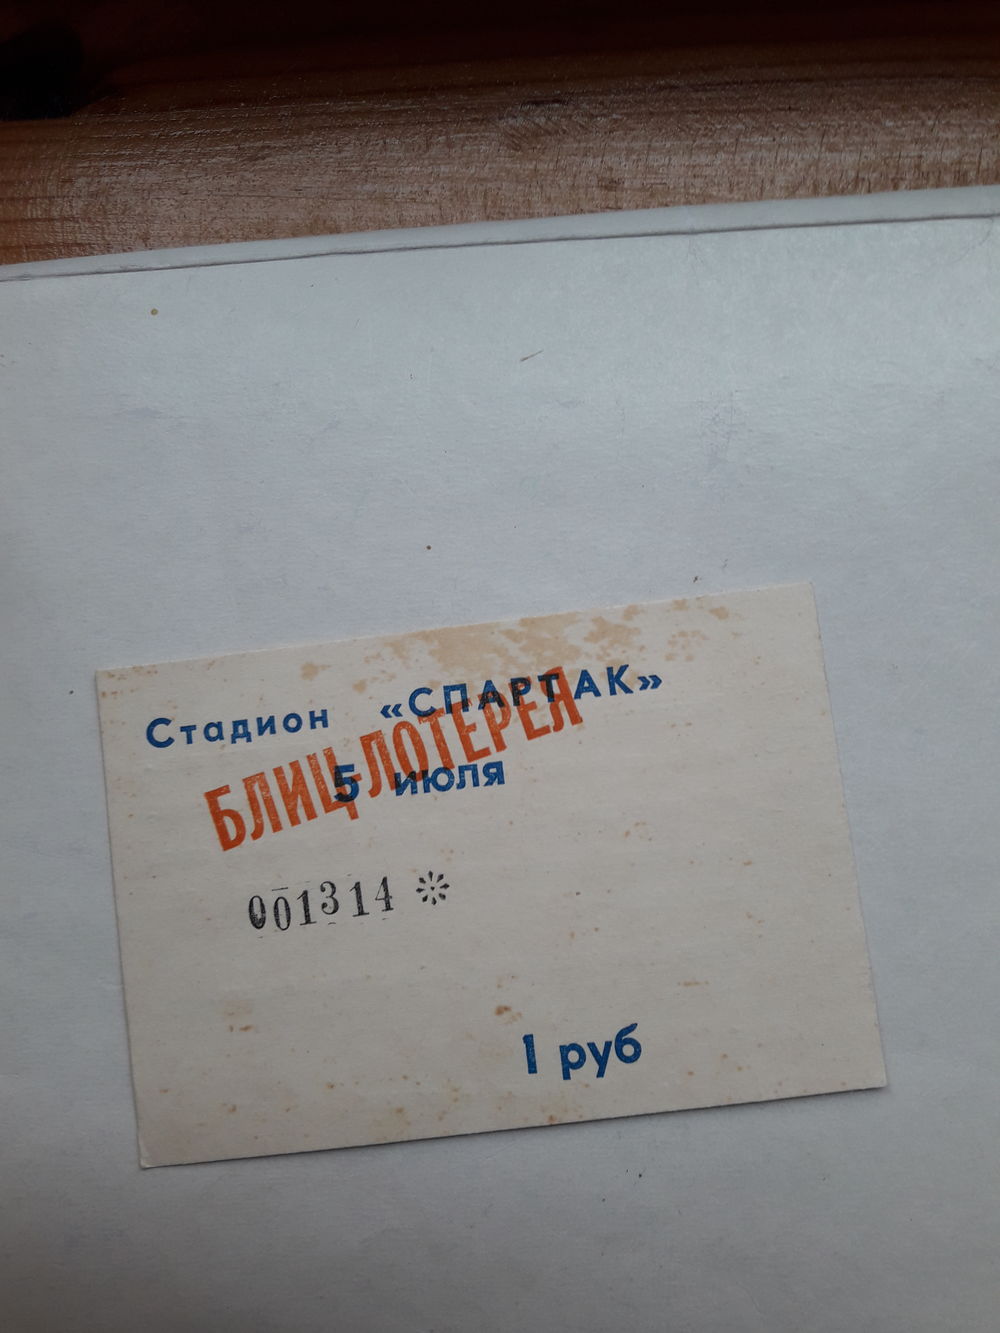 Стадион «СПАРТАК»
БЛИЦ-ЛОТЕРЕЯ
5 июля
001314
1 руб